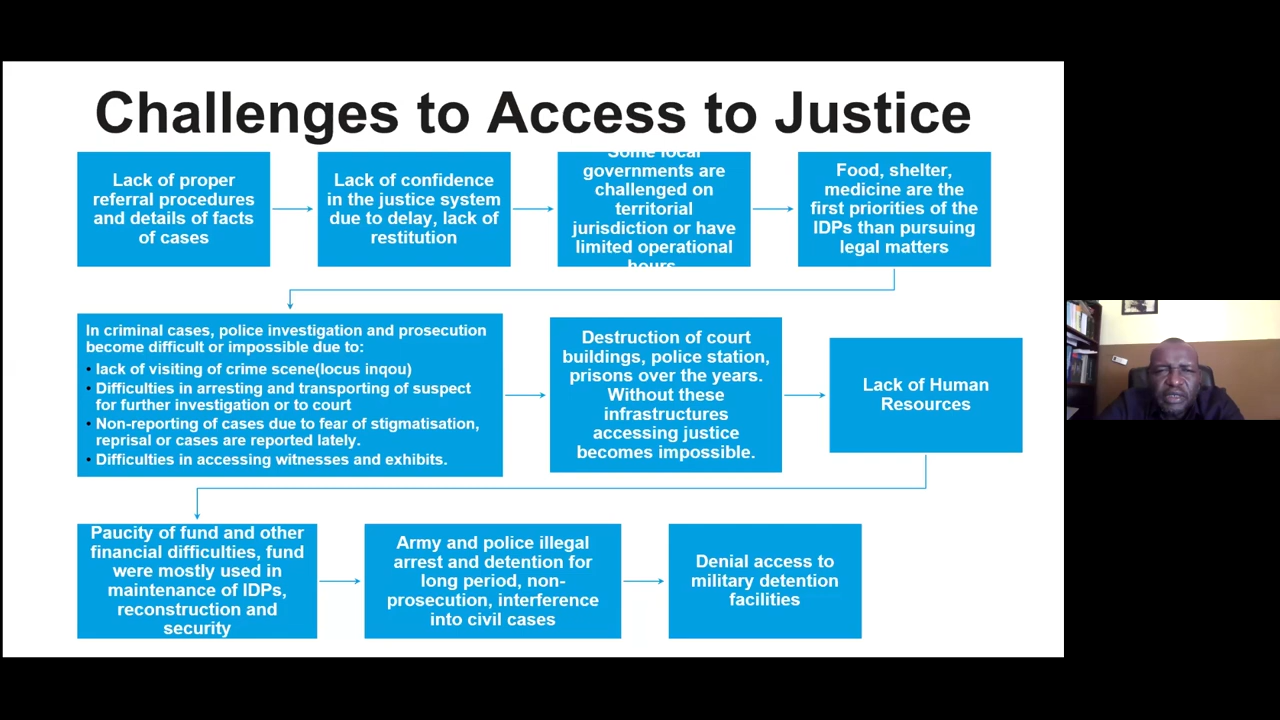 Challenges to Access to Justice
Lack of proper
referral procedures
and details of facts
of cases
Lack of confidence
in the justice system
due to delay, lack of
restitution
Some local
governments are
challenged on
territorial
jurisdiction or have
limited operational
hours.
Food, shelter,
medicine are the
first priorities of the
IDPs than pursuing
legal matters
In criminal cases, police investigation and prosecution
become difficult or impossible due to:
• lack of visiting of crime scene(locus inqou)
• Difficulties in arresting and transporting of suspect
for further investigation or to court
• Non-reporting of cases due to fear of stigmatisation,
reprisal or cases are reported lately.
• Difficulties in accessing witnesses and exhibits.
Destruction of court
buildings, police station,
prisons over the years.
Without these
infrastructures
accessing justice
becomes impossible.
Lack of Human
Resources
Paucity of fund and other
financial difficulties, fund
were mostly used in
maintenance of IDPs,
reconstruction and
security
Army and police illegal
arrest and detention for
long period, non-
prosecution, interference
into civil cases
Denial access to
military detention
facilities